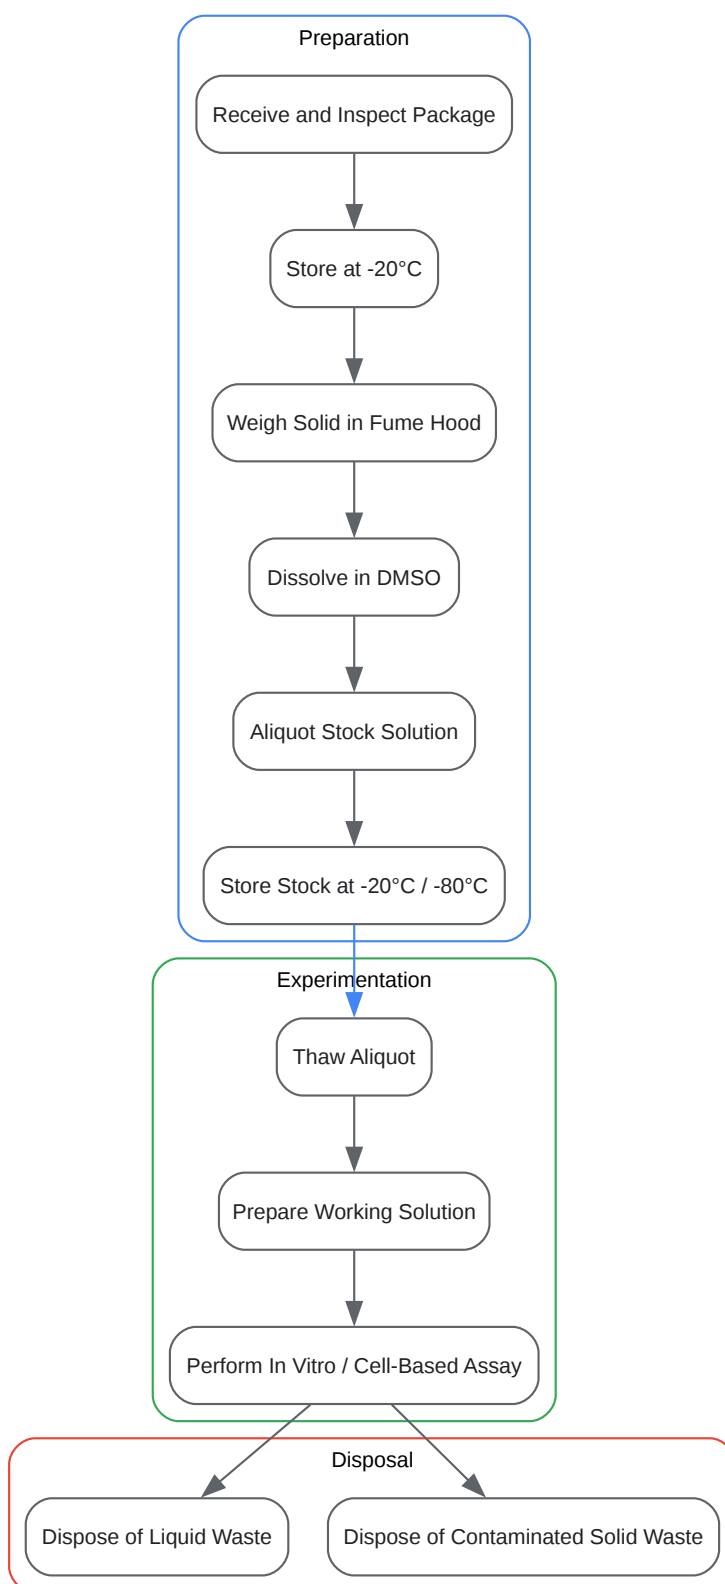 Preparation
Receive and Inspect Package
Store at -20°C
Weigh Solid in Fume Hood
Dissolve in DMSO
Aliquot Stock Solution
Store Stock at -20°C / -80°C
Experimentation
Thaw Aliquot
Prepare Working Solution
Perform In Vitro / Cell-Based Assay
Disposal
Dispose of Liquid Waste
Dispose of Contaminated Solid Waste